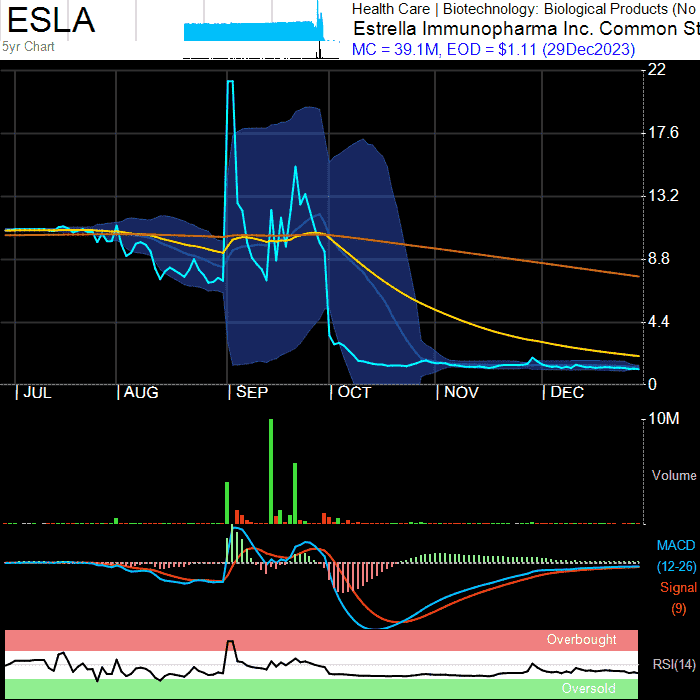 ESLA
5yr Chart
Health Care | Biotechnology: Biological Products (No
Estrella Immunopharma Inc. Common St
MC = 39.1M, EOD = $1.11 (29Dec2023)
22
17.6
13.2
8.8
4.4
0
| JUL | AUG | SEP | OCT | NOV | DEC
10M
Volume
MACD
(12-26)
Signal
(9)
Overbought
RSI(14)
Oversold